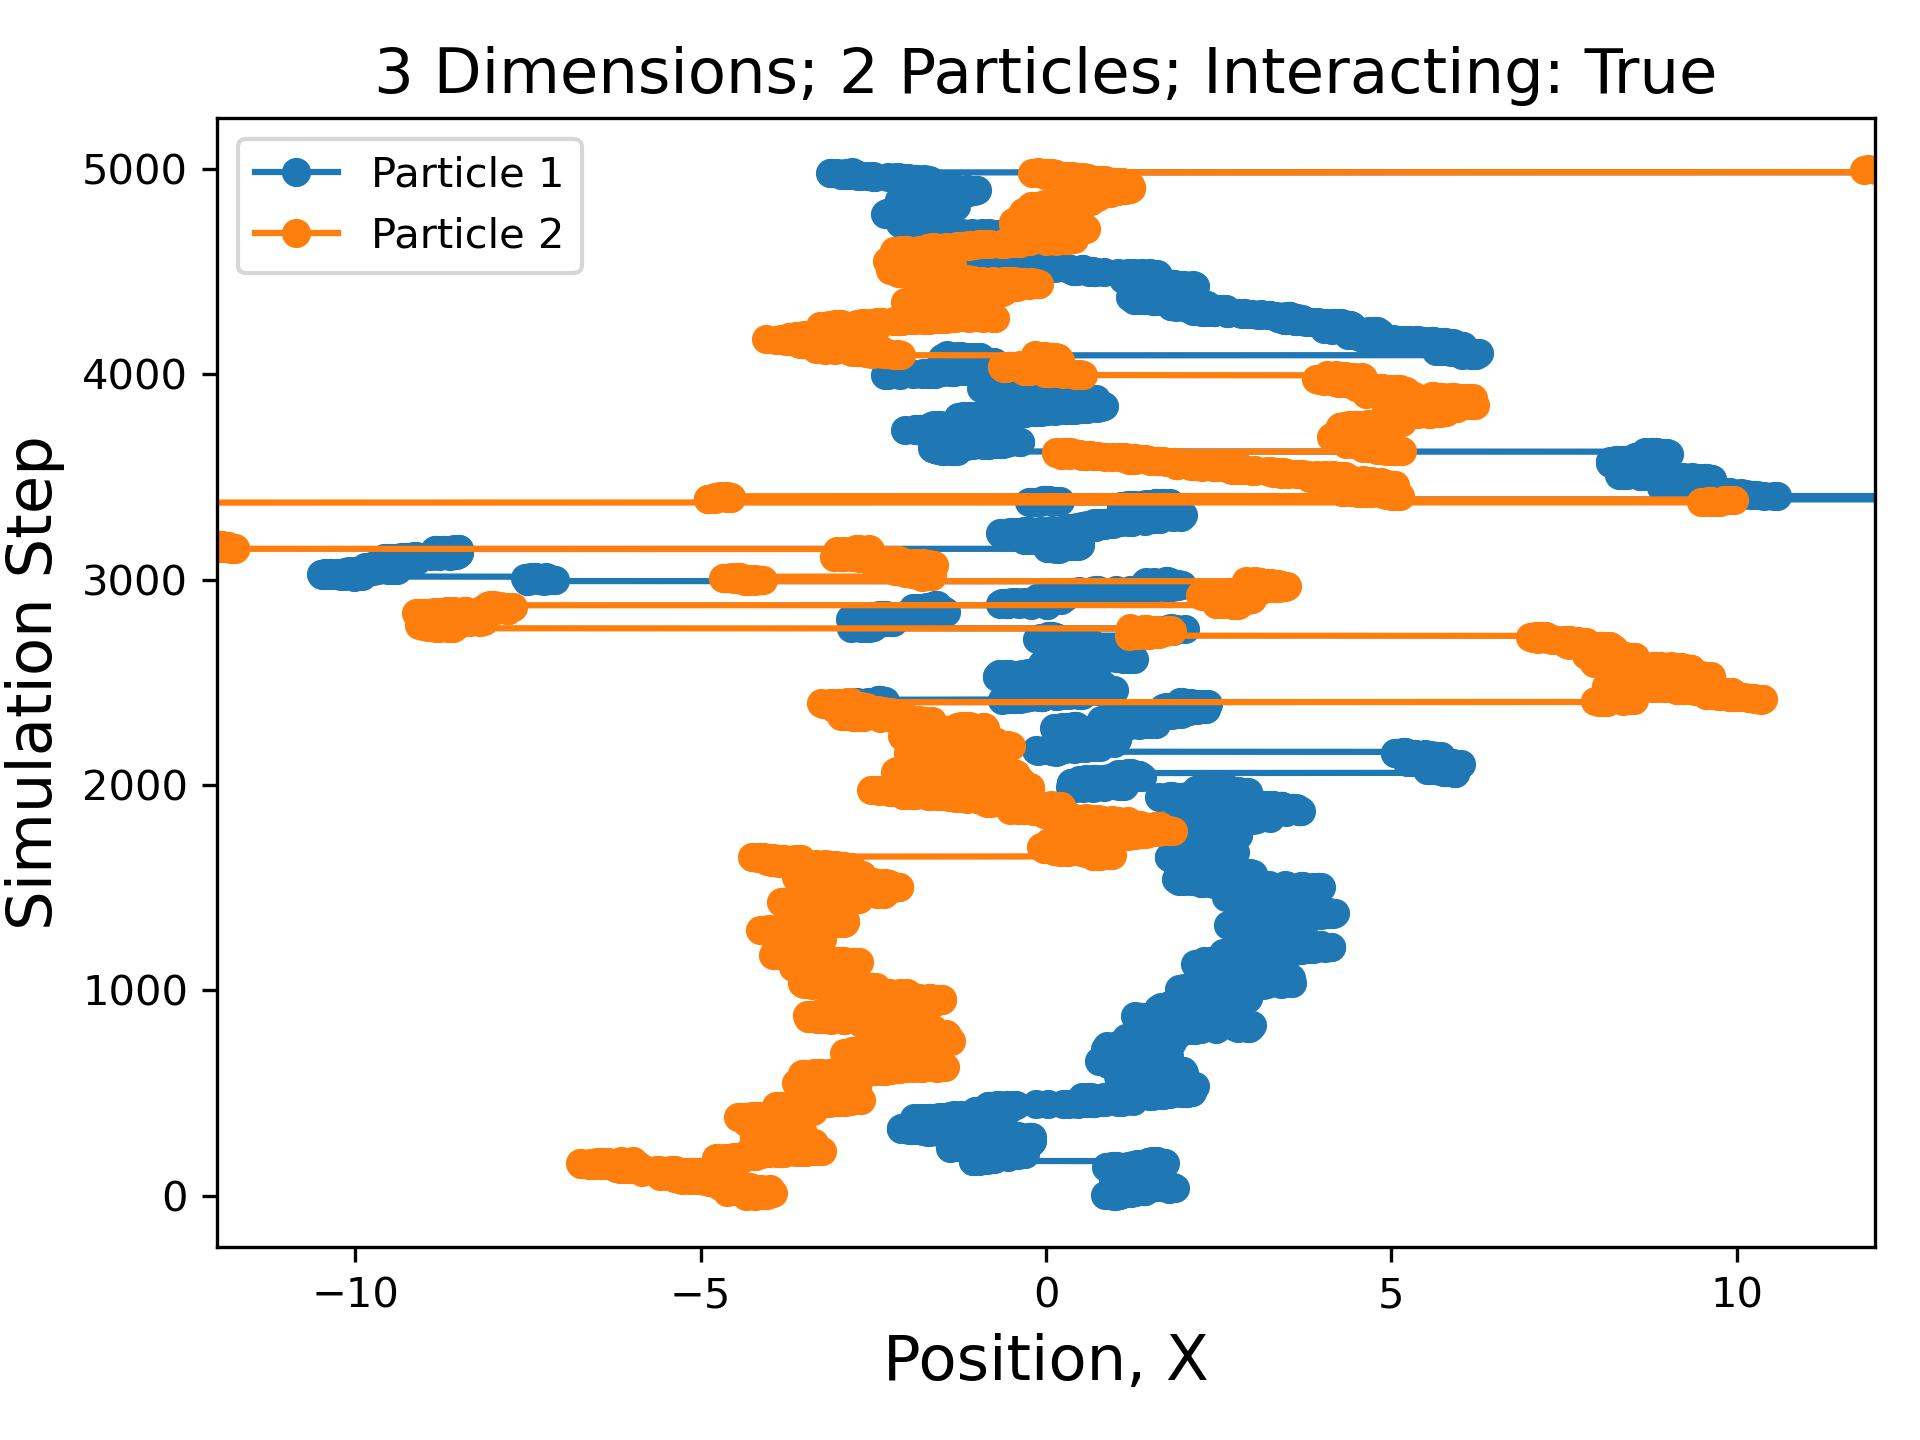 3 Dimensions; 2 Particles; Interacting: True
Particle 1
Particle 2
5000
4000
3000
2000
1000
0
Simulation Step
−10
−5
0
5
10
Position, X